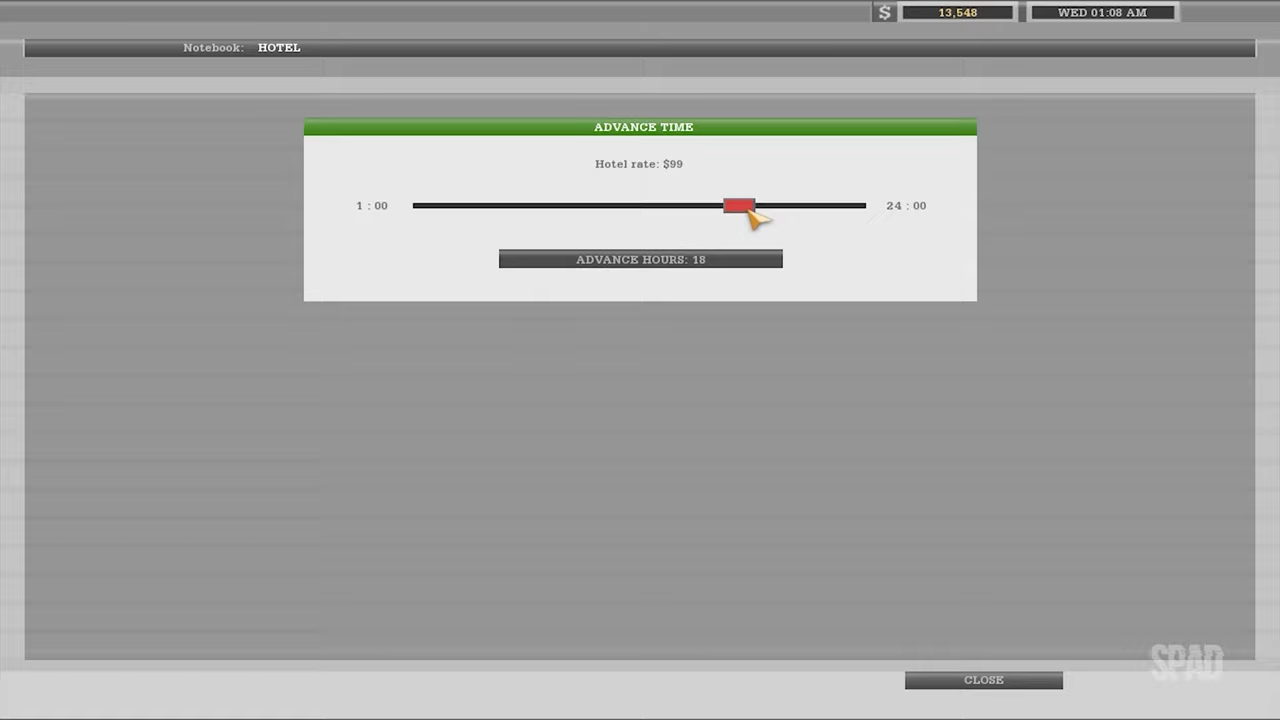 $ 13,548 WED 01:08 AM
Notebook: HOTEL
ADVANCE TIME
Hotel rate: $99
1 : 00 24 : 00
ADVANCE HOURS: 18
SPAD
CLOSE